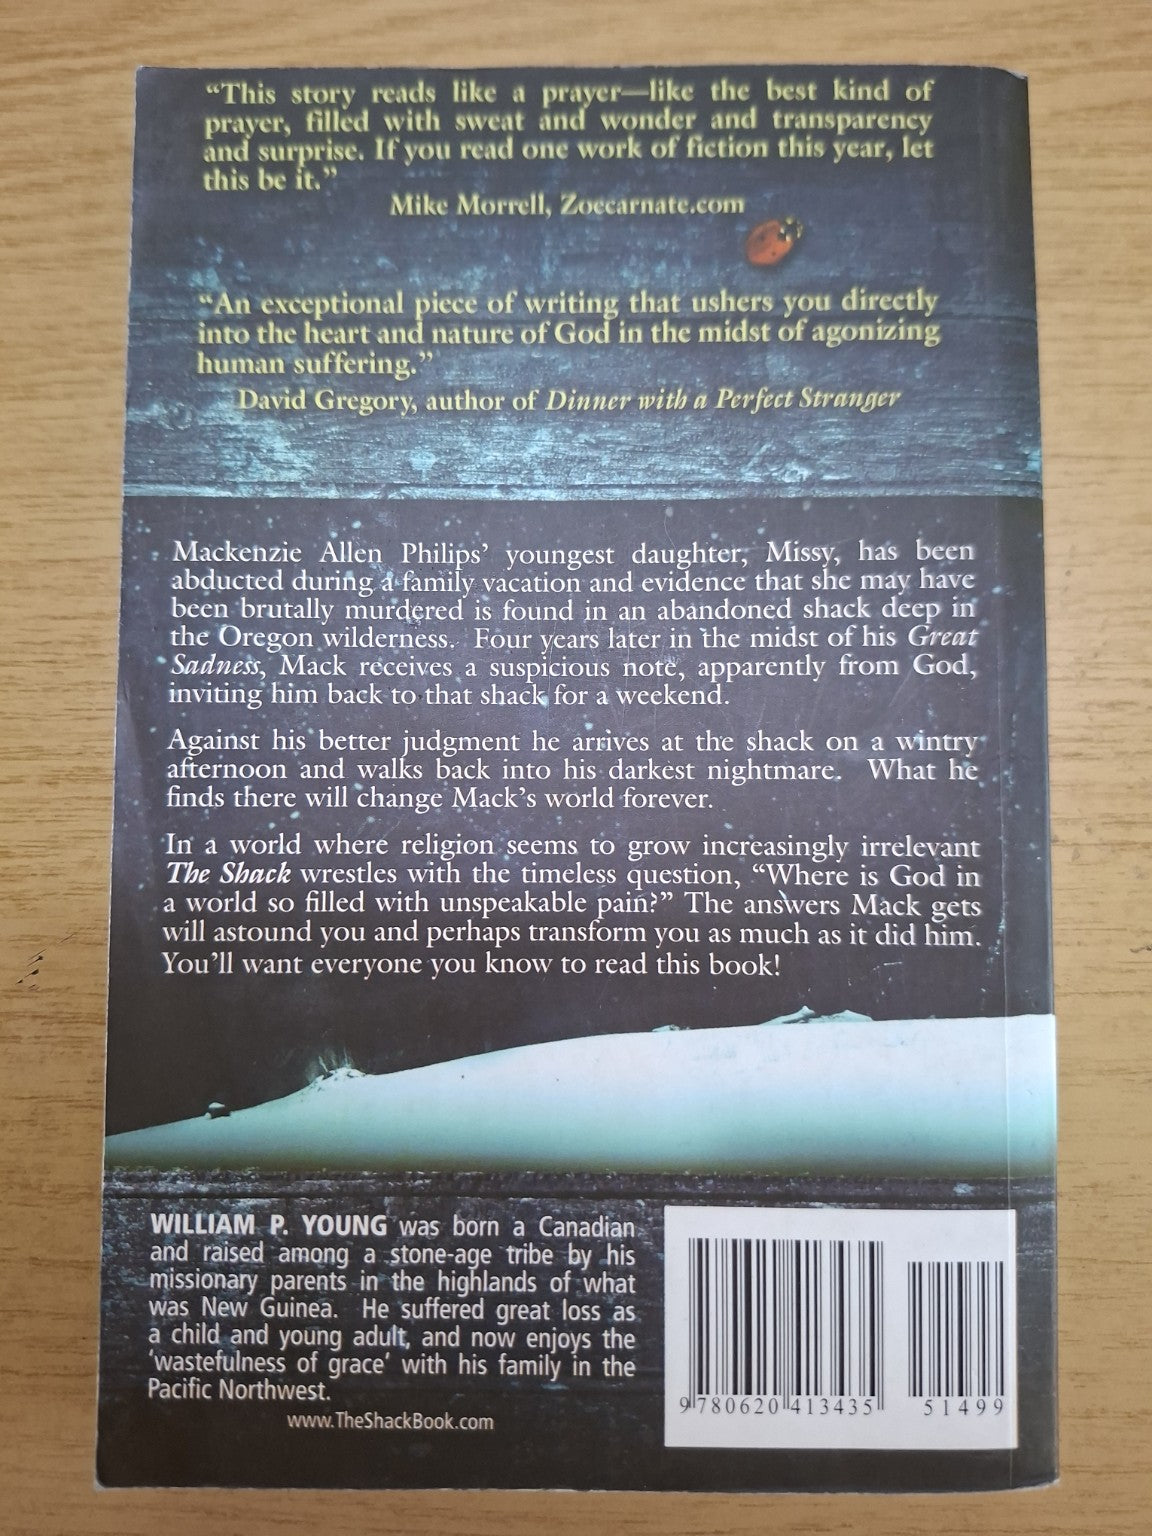 “This story reads like a prayer—like the best kind of
prayer, filled with sweat and wonder and transparency
and surprise. If you read one work of fiction this year, let
this be it.”
Mike Morrell, Zoecarnate.com
“An exceptional piece of writing that ushers you directly
into the heart and nature of God in the midst of agonizing
human suffering.”
David Gregory, author of Dinner with a Perfect Stranger
Mackenzie Allen Philips’ youngest daughter, Missy, has been
abducted during a family vacation and evidence that she may have
been brutally murdered is found in an abandoned shack deep in
the Oregon wilderness. Four years later in the midst of his Great
Sadness, Mack receives a suspicious note, apparently from God,
inviting him back to that shack for a weekend.
Against his better judgment he arrives at the shack on a wintry
afternoon and walks back into his darkest nightmare. What he
finds there will change Mack’s world forever.
In a world where religion seems to grow increasingly irrelevant
The Shack wrestles with the timeless question, “Where is God in
a world so filled with unspeakable pain?” The answers Mack gets
will astound you and perhaps transform you as much as it did him.
You’ll want everyone you know to read this book!
WILLIAM P. YOUNG was born a Canadian
and raised among a stone-age tribe by his
missionary parents in the highlands of what
was New Guinea. He suffered great loss as
a child and young adult, and now enjoys the
‘wastefulness of grace’ with his family in the
Pacific Northwest.
www.TheShackBook.com
9 780620 413435 51499